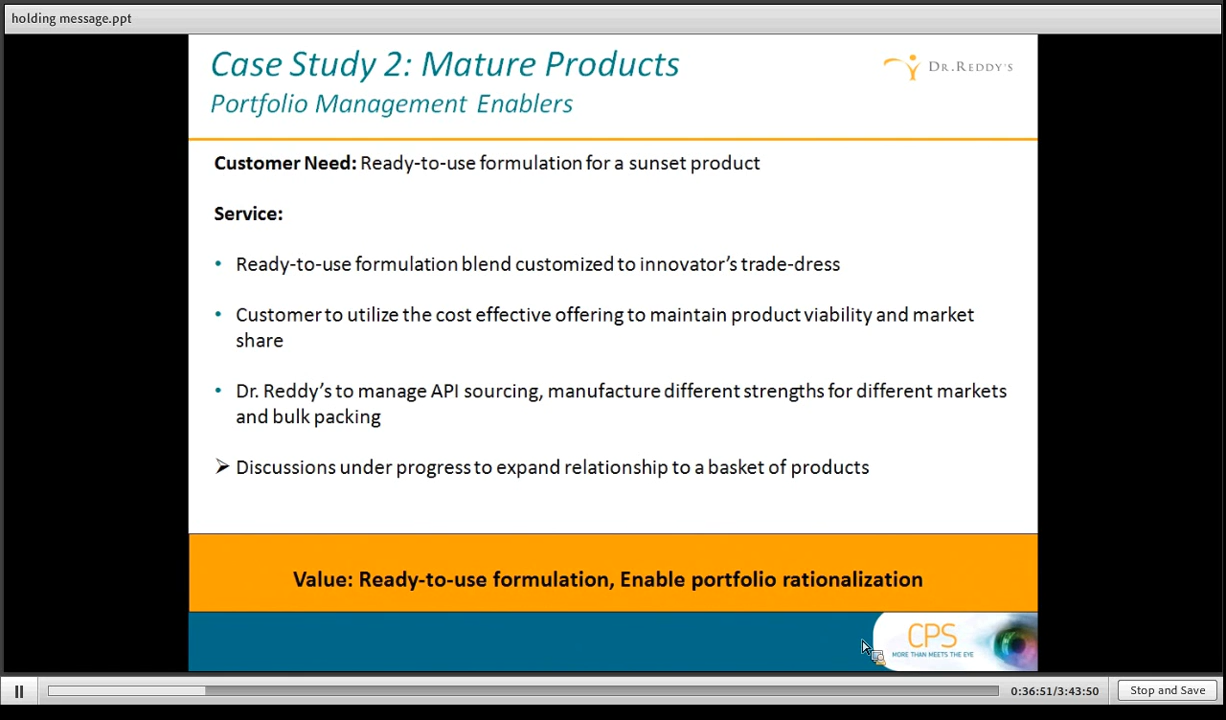 holding message.ppt
Case Study 2: Mature Products
DR.REDDY'S
Portfolio Management Enablers
Customer Need: Ready-to-use formulation for a sunset product
Service:
• Ready-to-use formulation blend customized to innovator’s trade-dress
• Customer to utilize the cost effective offering to maintain product viability and market
share
• Dr. Reddy’s to manage API sourcing, manufacture different strengths for different markets
and bulk packing
➢ Discussions under progress to expand relationship to a basket of products
Value: Ready-to-use formulation, Enable portfolio rationalization
CPS
MORE THAN MEETS THE EYE
0:36:51/3:43:50
Stop and Save